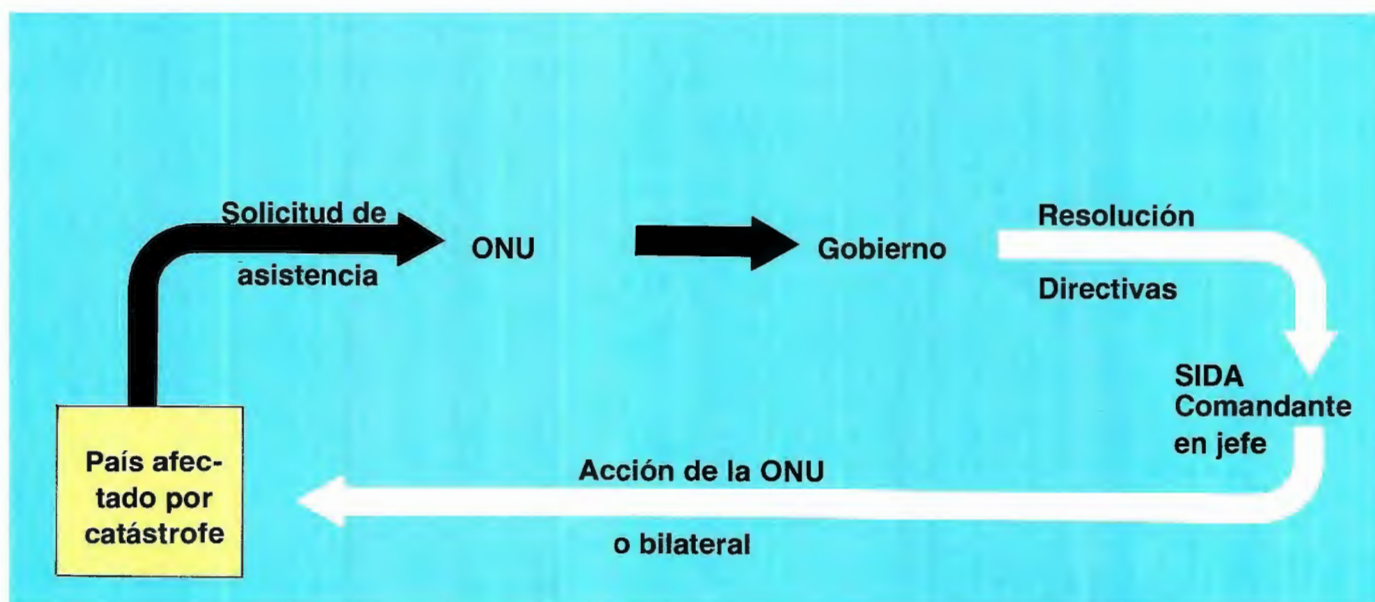 Solicitud de
asistencia
ONU
Gobierno
Resolución
Directivas
SIDA
Comandante
en jefe
Acción de la ONU
o bilateral
País afec-
tado por
catástrofe